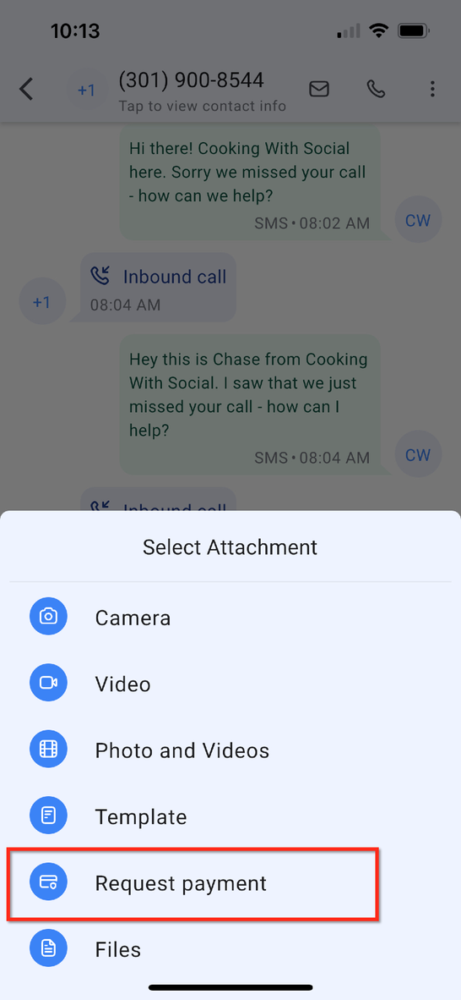 10:13
+1
(301) 900-8544
Tap to view contact info
Hi there! Cooking With Social
here. Sorry we missed your call
- how can we help?
SMS • 08:02 AM
CW
Inbound call
+1
08:04 AM
Hey this is Chase from Cooking
With Social. I saw that we just
missed your call - how can I
help?
SMS • 08:04 AM
CW
Inbound call
Select Attachment
Camera
Video
Photo and Videos
Template
Request payment
Files